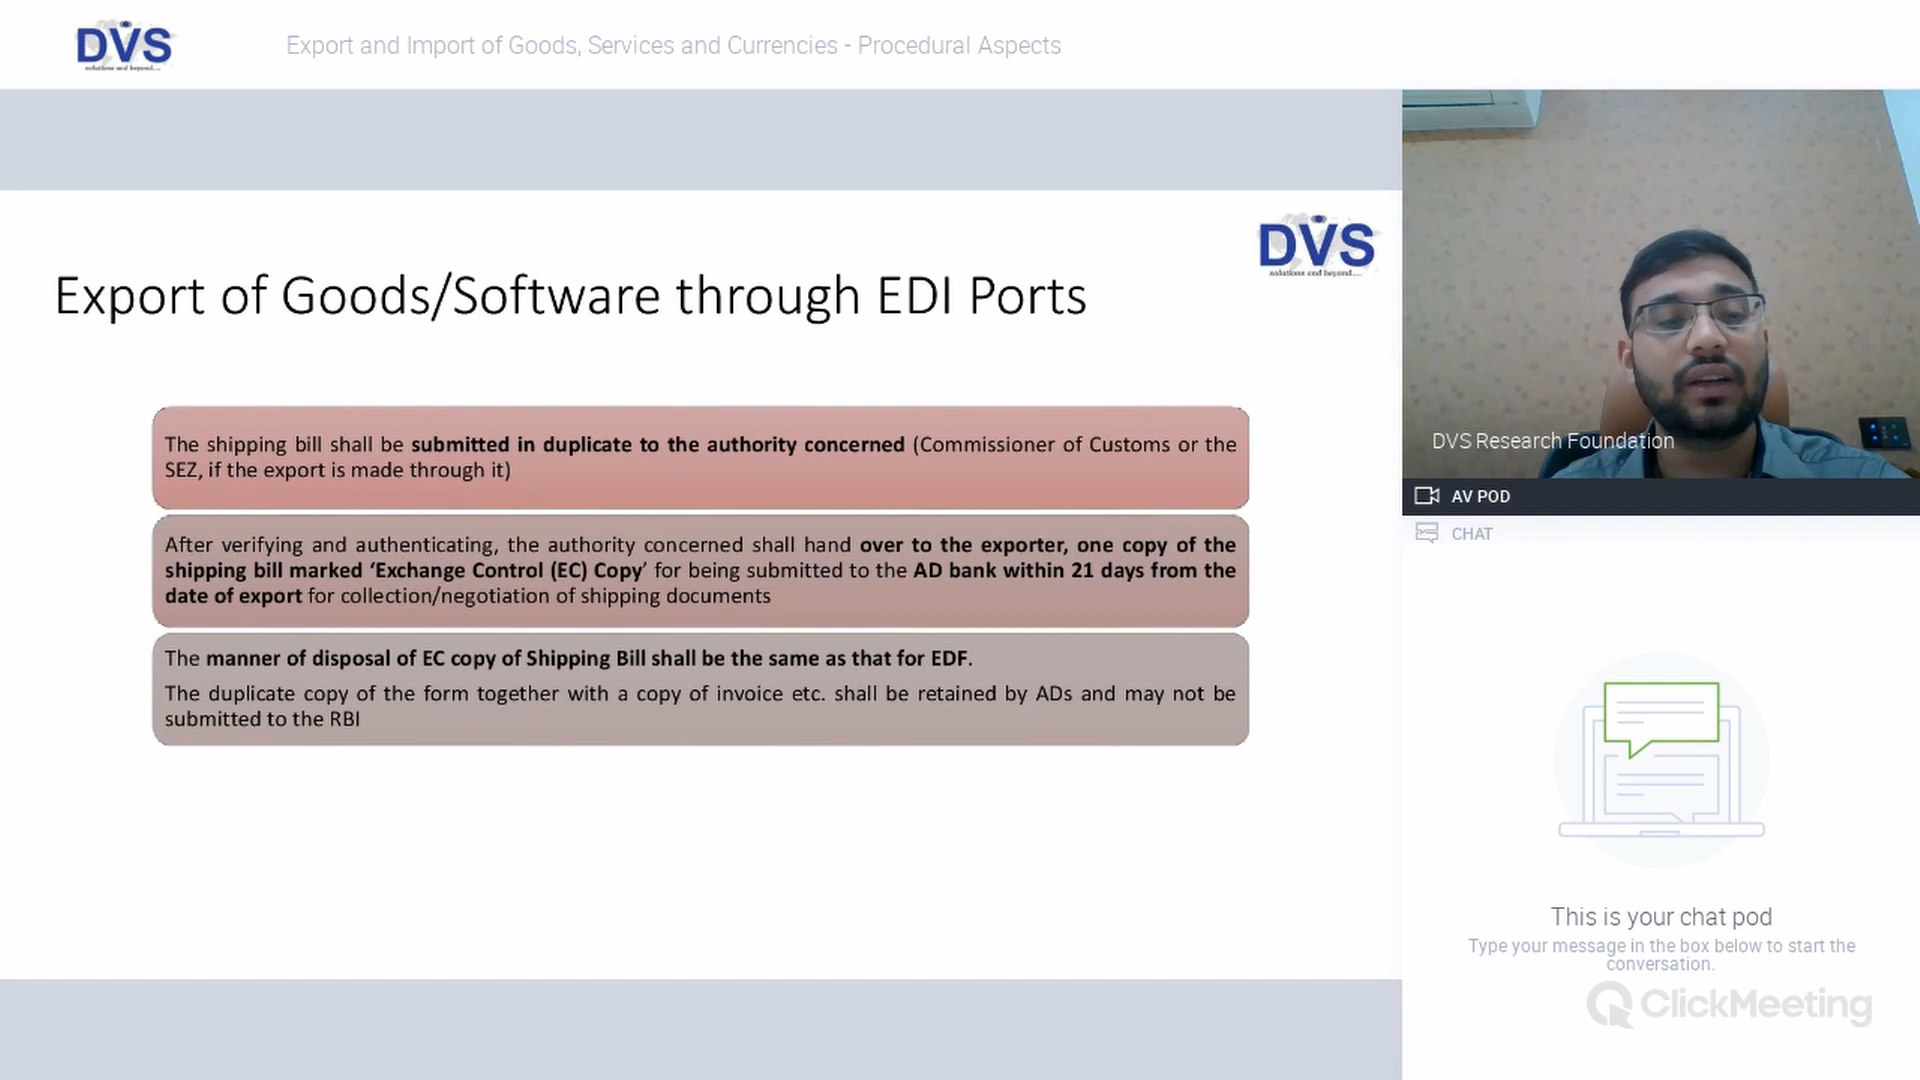 DVS
solutions and beyond....
Export and Import of Goods, Services and Currencies - Procedural Aspects
DVS
solutions and beyond....
Export of Goods/Software through EDI Ports
The shipping bill shall be submitted in duplicate to the authority concerned (Commissioner of Customs or the
SEZ, if the export is made through it)
After verifying and authenticating, the authority concerned shall hand over to the exporter, one copy of the
shipping bill marked ‘Exchange Control (EC) Copy’ for being submitted to the AD bank within 21 days from the
date of export for collection/negotiation of shipping documents
The manner of disposal of EC copy of Shipping Bill shall be the same as that for EDF.
The duplicate copy of the form together with a copy of invoice etc. shall be retained by ADs and may not be
submitted to the RBI
DVS Research Foundation
AV POD
CHAT
This is your chat pod
Type your message in the box below to start the
conversation.
ClickMeeting